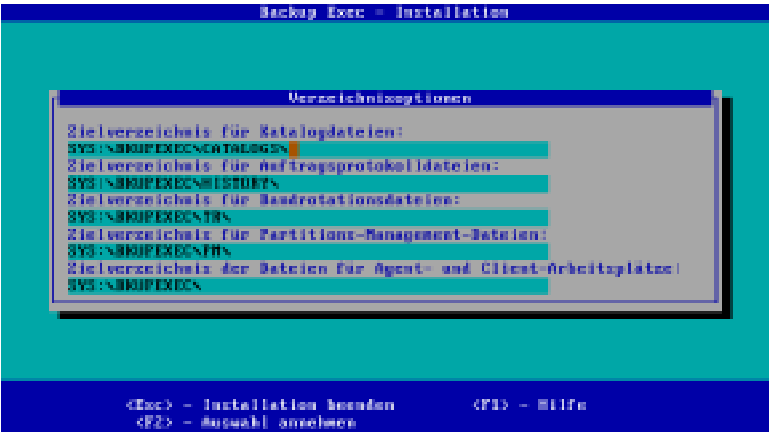 Backup Exec - Installation
Verzeichnisoptionen
Zielverzeichnis für Katalogdateien:
SYS:\BKUPEXEC\CATALOGS\
Zielverzeichnis für Auftragsprotokolldateien:
SYS:\BKUPEXEC\HISTORY\
Zielverzeichnis für Bandrotationsdateien:
SYS:\BKUPEXEC\TR\
Zielverzeichnis für Partitions-Management-Dateien:
SYS:\BKUPEXEC\PM\
Zielverzeichnis der Dateien für Agent- und Client-Arbeitsplätze:
SYS:\BKUPEXEC\
<Esc> - Installation beenden <F1> - Hilfe
<F2> - Auswahl annehmen